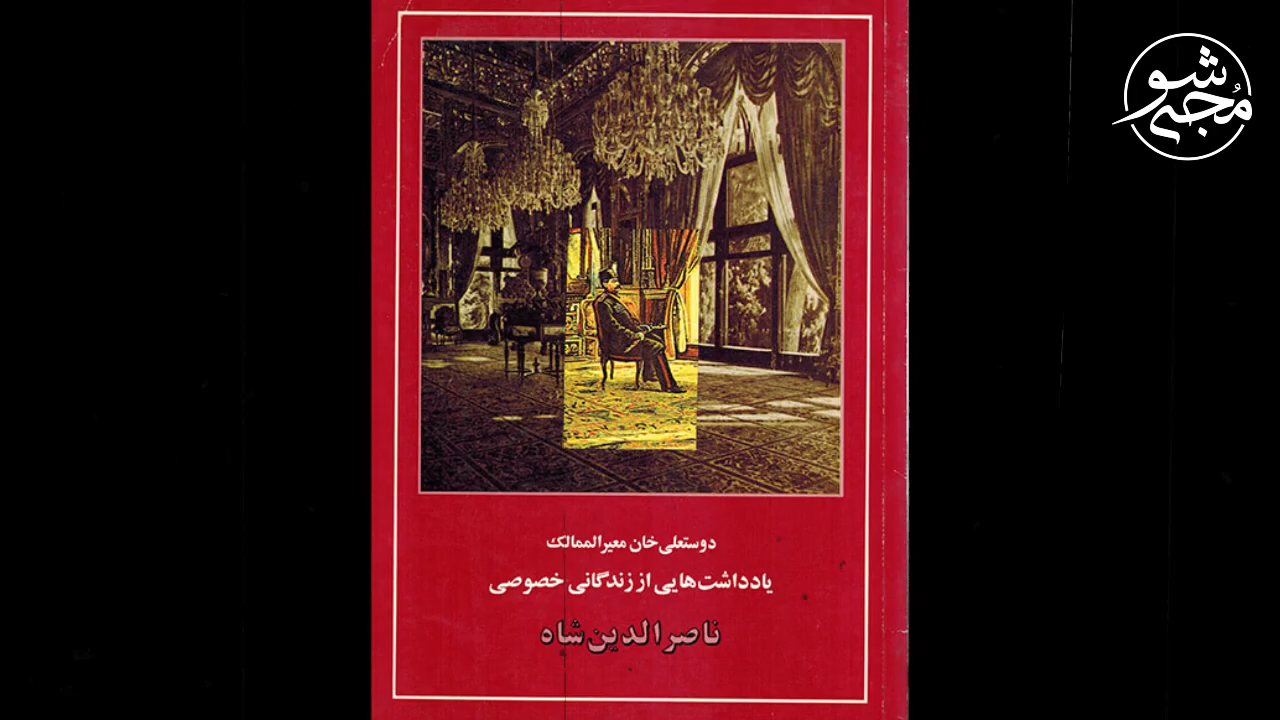 مجتبی شو
دوستعلی‌خان معیرالممالک
یادداشت‌هایی از زندگانی خصوصی
ناصرالدین‌شاه